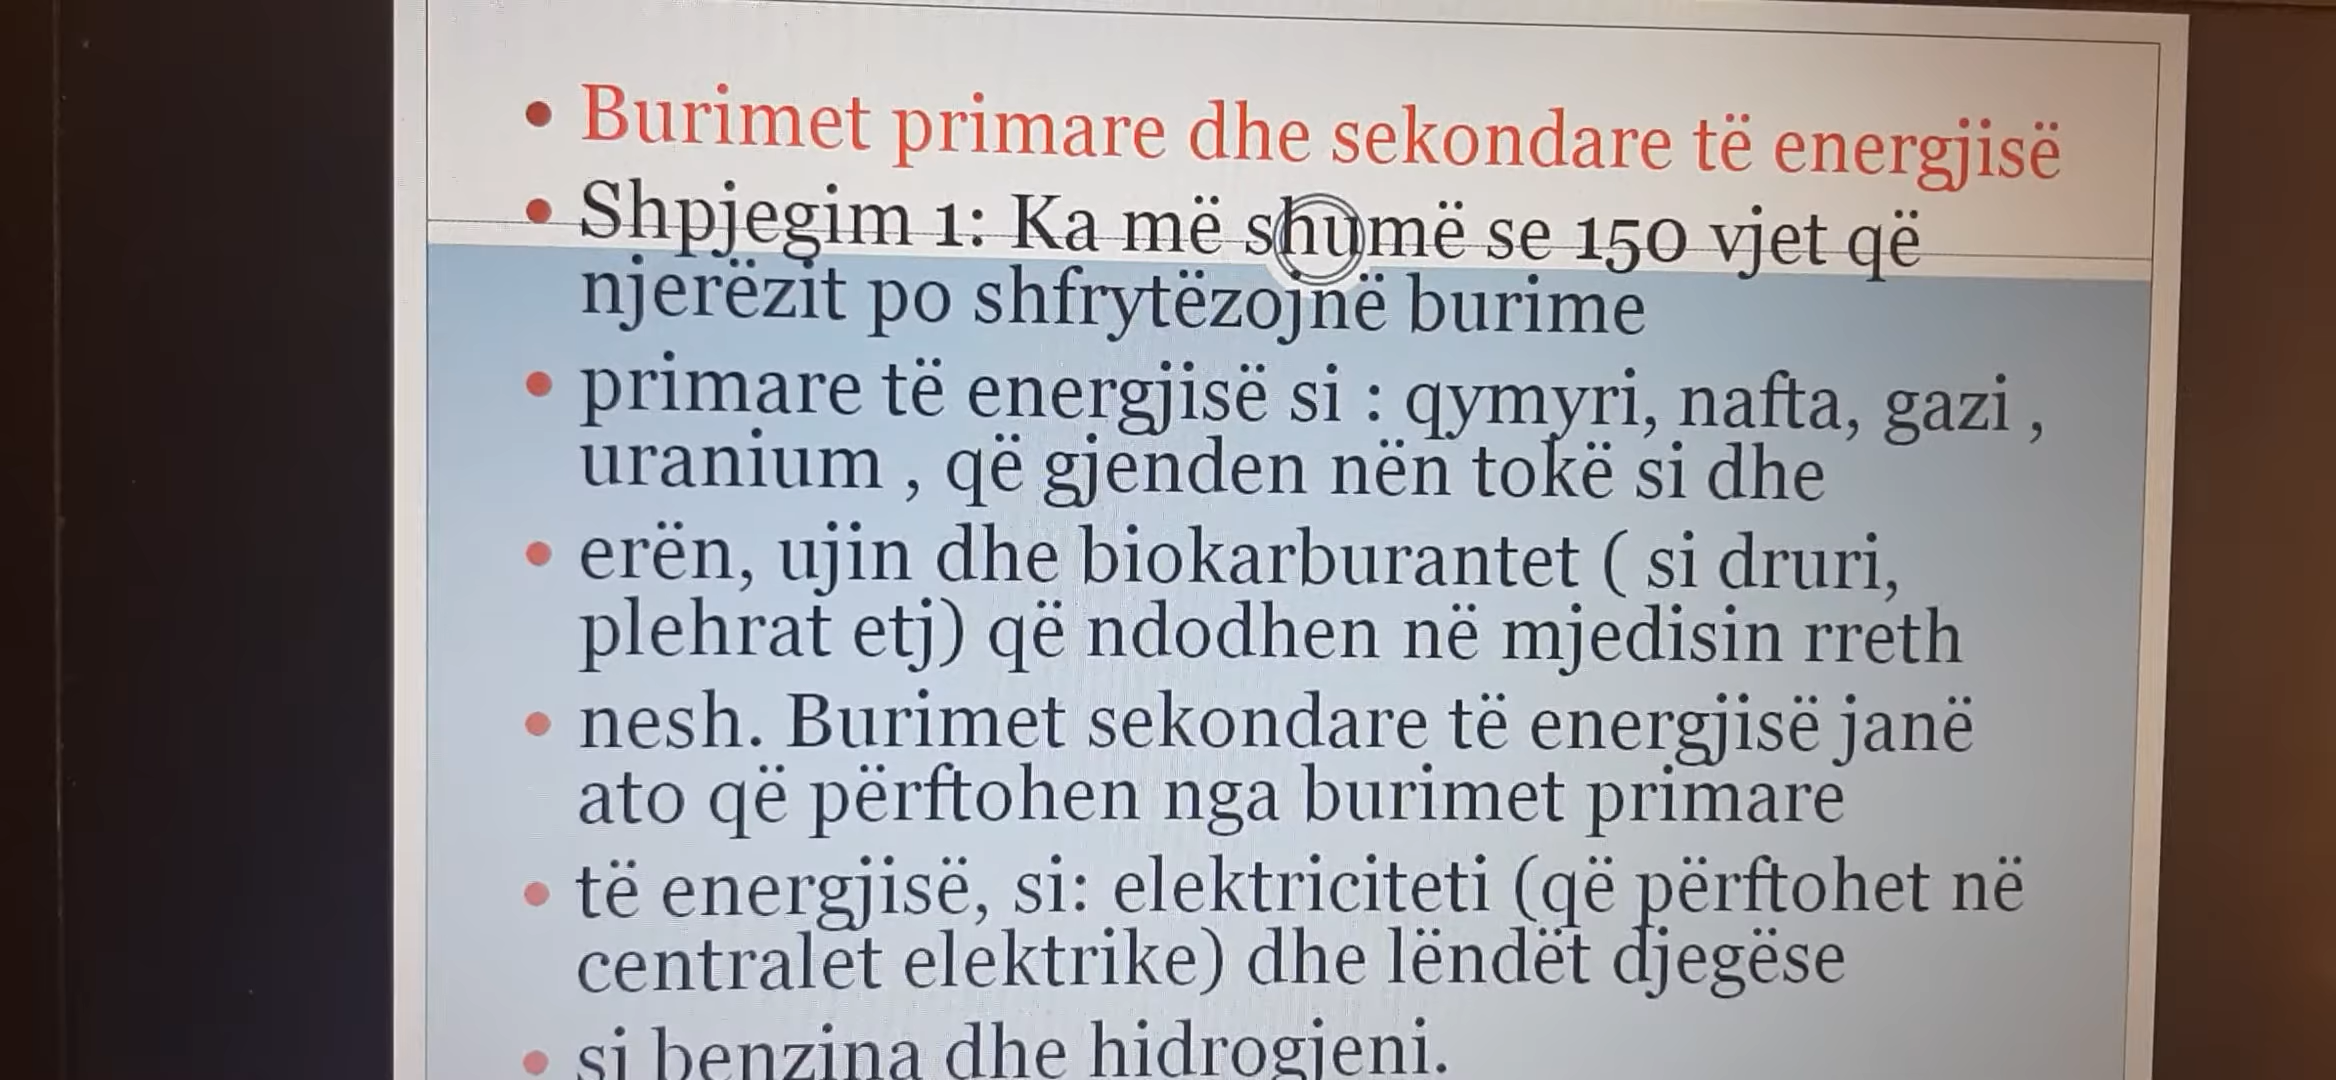 • Burimet primare dhe sekondare të energjisë
• Shpjegim 1: Ka më shumë se 150 vjet që
njerëzit po shfrytëzojnë burime
• primare të energjisë si : qymyri, nafta, gazi ,
uranium , që gjenden nën tokë si dhe
• erën, ujin dhe biokarburantet ( si druri,
plehrat etj) që ndodhen në mjedisin rreth
• nesh. Burimet sekondare të energjisë janë
ato që përftohen nga burimet primare
• të energjisë, si: elektriciteti (që përftohet në
centralet elektrike) dhe lëndët djegëse
• si benzina dhe hidrogjeni.